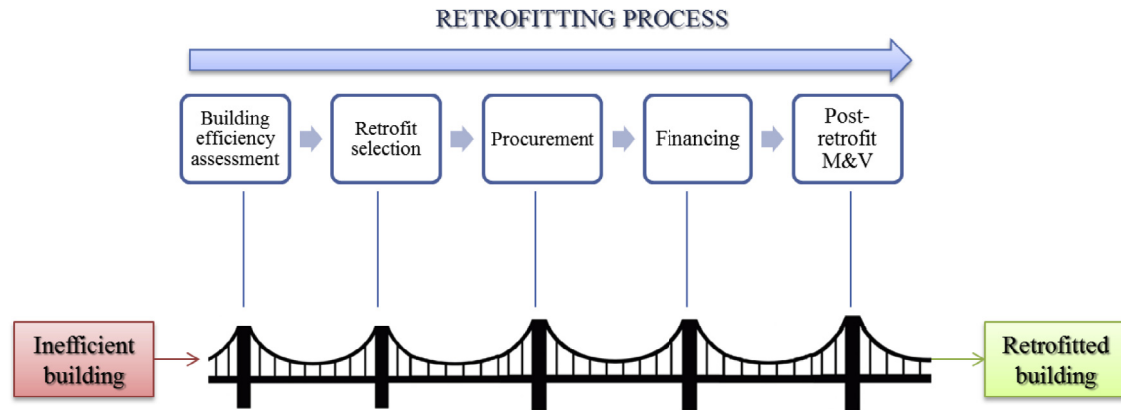 RETROFITTING PROCESS
Building
efficiency
assessment
Retrofit
selection
Procurement
Financing
Post-
retrofit
M&V
Inefficient
building
Retrofitted
building